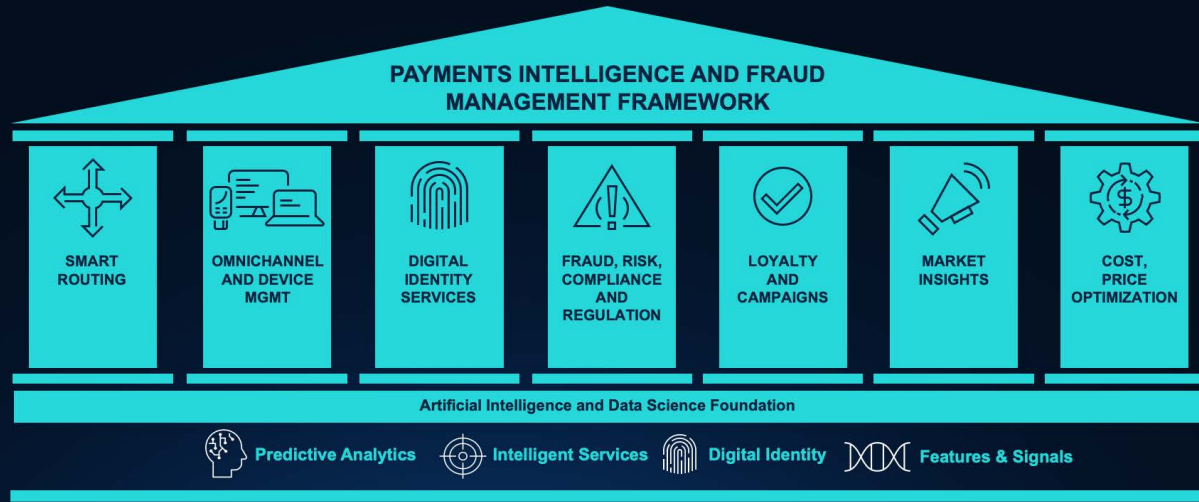 PAYMENTS INTELLIGENCE AND FRAUD
MANAGEMENT FRAMEWORK
SMART
ROUTING
OMNICHANNEL
AND DEVICE
MGMT
DIGITAL
IDENTITY
SERVICES
FRAUD, RISK,
COMPLIANCE
AND
REGULATION
LOYALTY
AND
CAMPAIGNS
MARKET
INSIGHTS
COST,
PRICE
OPTIMIZATION
Artificial Intelligence and Data Science Foundation
Predictive Analytics
Intelligent Services
Digital Identity
Features & Signals